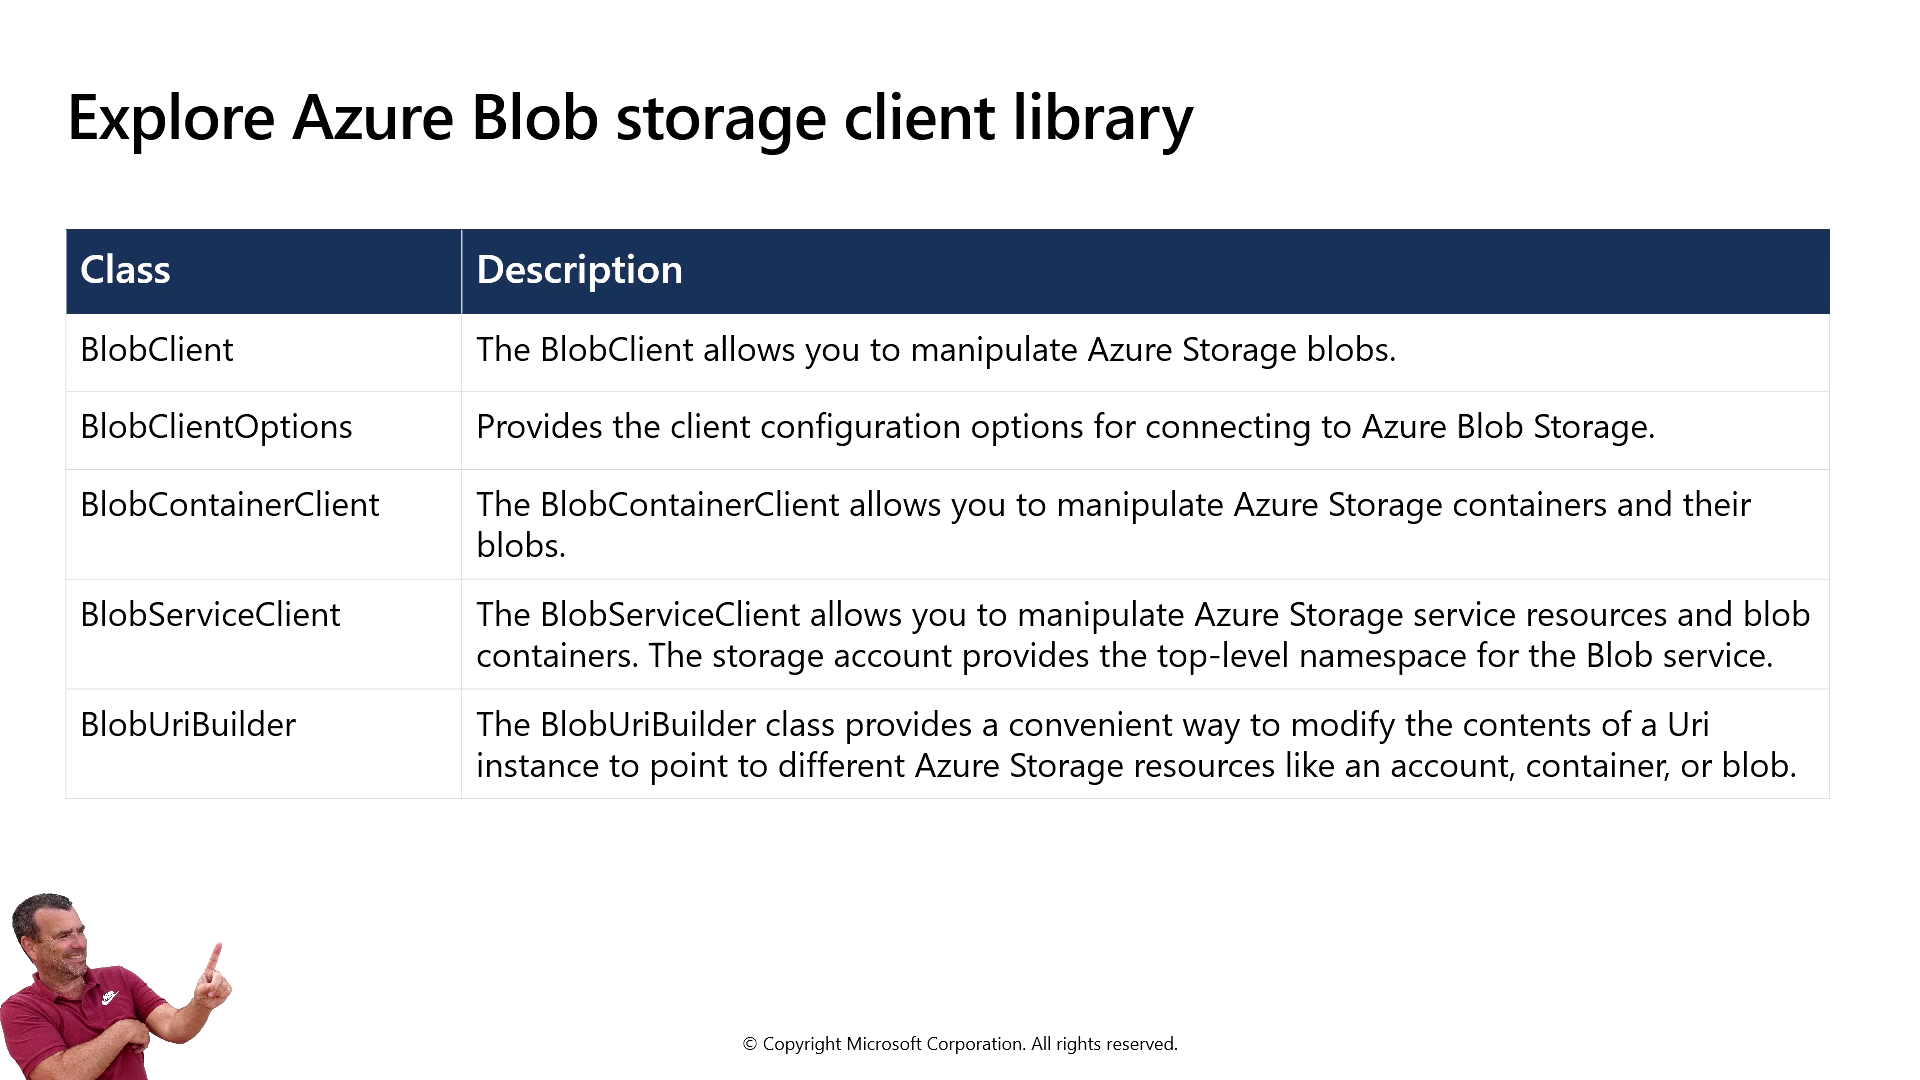 Explore Azure Blob storage client library
Class
Description
BlobClient
The BlobClient allows you to manipulate Azure Storage blobs.
BlobClientOptions
Provides the client configuration options for connecting to Azure Blob Storage.
BlobContainerClient
The BlobContainerClient allows you to manipulate Azure Storage containers and their
blobs.
BlobServiceClient
The BlobServiceClient allows you to manipulate Azure Storage service resources and blob
containers. The storage account provides the top-level namespace for the Blob service.
BlobUriBuilder
The BlobUriBuilder class provides a convenient way to modify the contents of a Uri
instance to point to different Azure Storage resources like an account, container, or blob.
© Copyright Microsoft Corporation. All rights reserved.